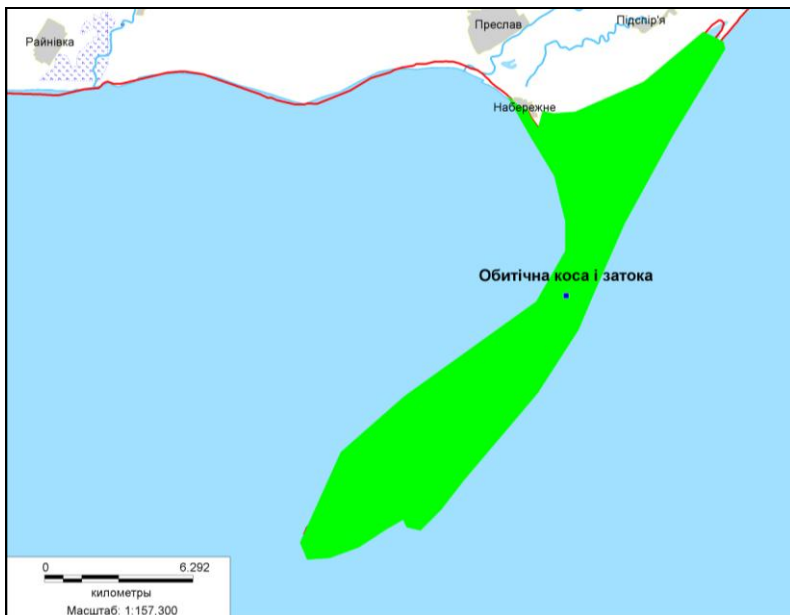 Преслав
Підспір'я
Райнівка
Набережне
Обитічна коса і затока
0 6.292
километры
Масштаб: 1:157,300